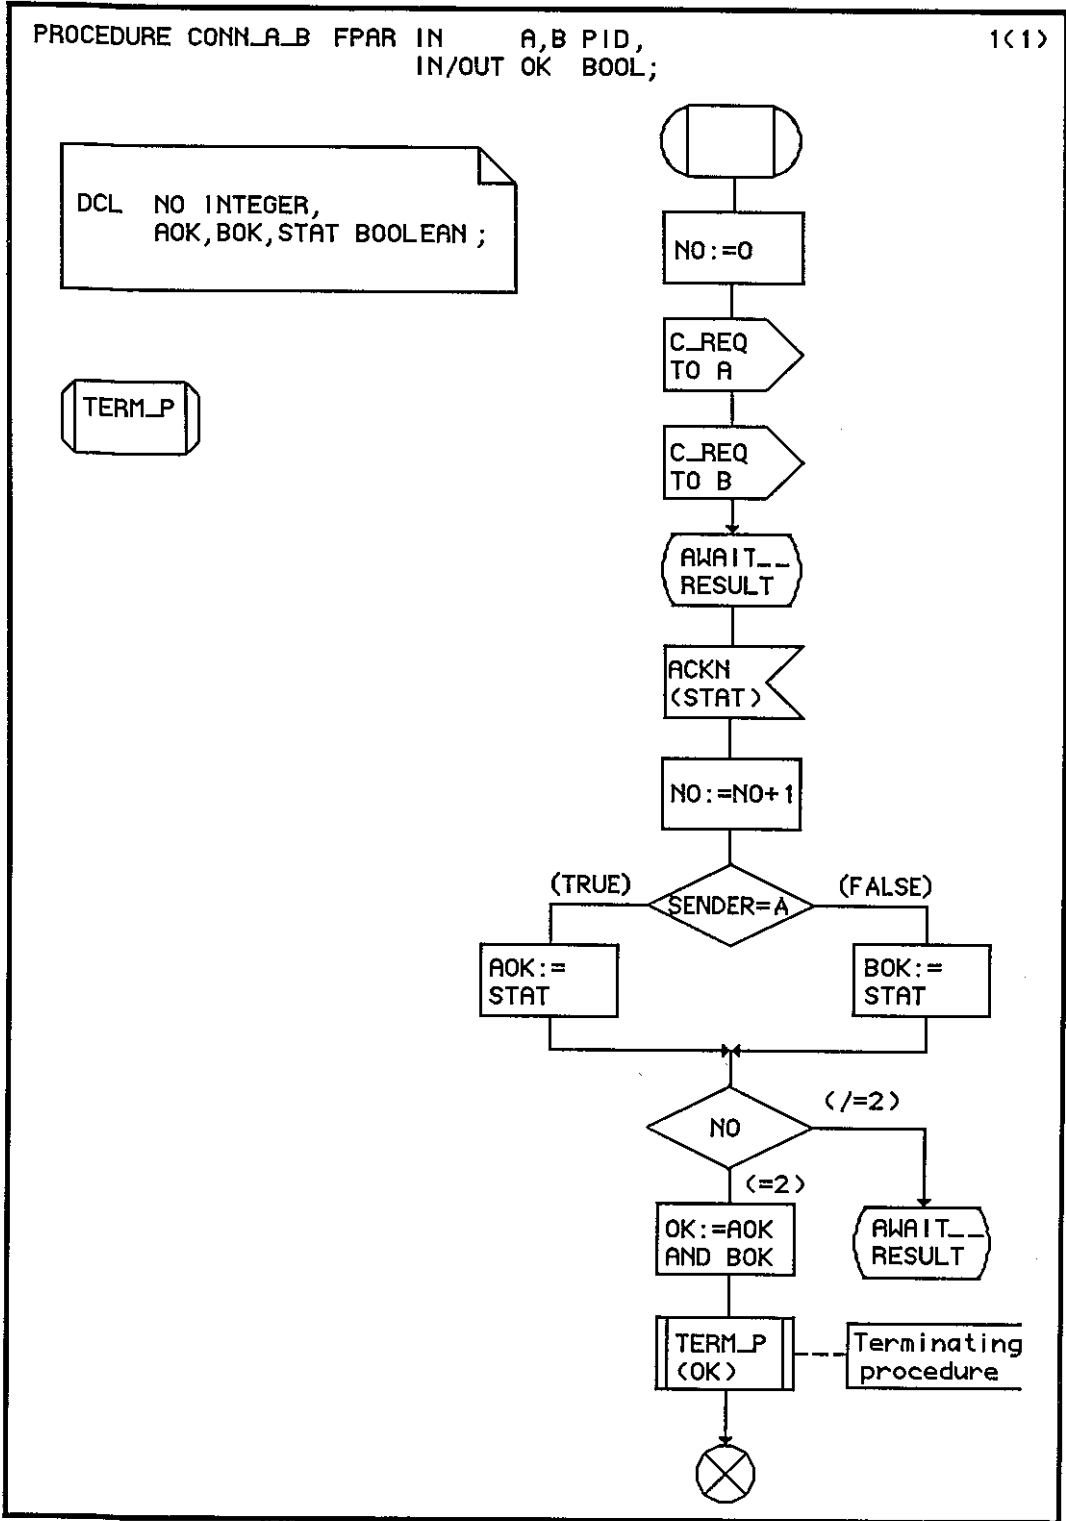 PROCEDURE CONN_A_B FPAR IN A,B PID, 1(1)
IN/OUT OK BOOL;
DCL NO INTEGER,
AOK,BOK,STAT BOOLEAN;
TERM_P
NO:=0
C_REQ
TO A
C_REQ
TO B
AWAIT__
RESULT
ACKN
(STAT)
NO:=NO+1
(TRUE) SENDER=A (FALSE)
AOK:=
STAT
BOK:=
STAT
NO
(/=2)
(=2)
OK:=AOK
AND BOK
AWAIT__
RESULT
TERM_P
(OK)
Terminating
procedure